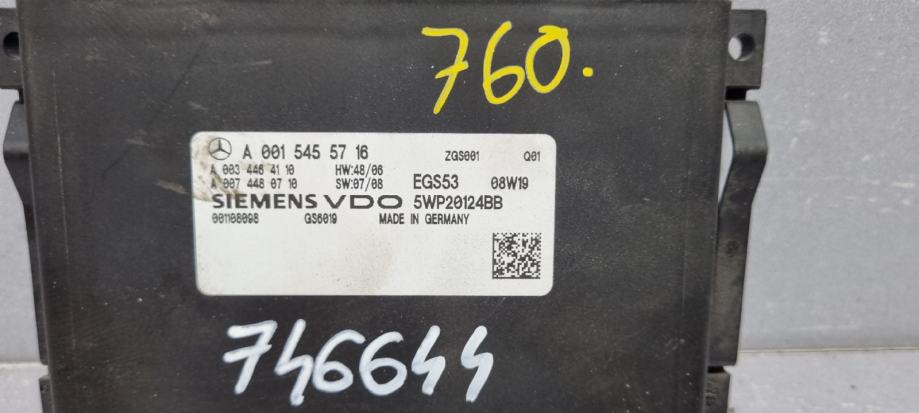 760.
A 001 545 57 16 ZGS001 Q01
A 003 446 41 10 HW:48/06
A 007 448 07 10 SW:07/08 EGS53 08W19
SIEMENS VDO 5WP20124BB
001108098 GS6019 MADE IN GERMANY
746644